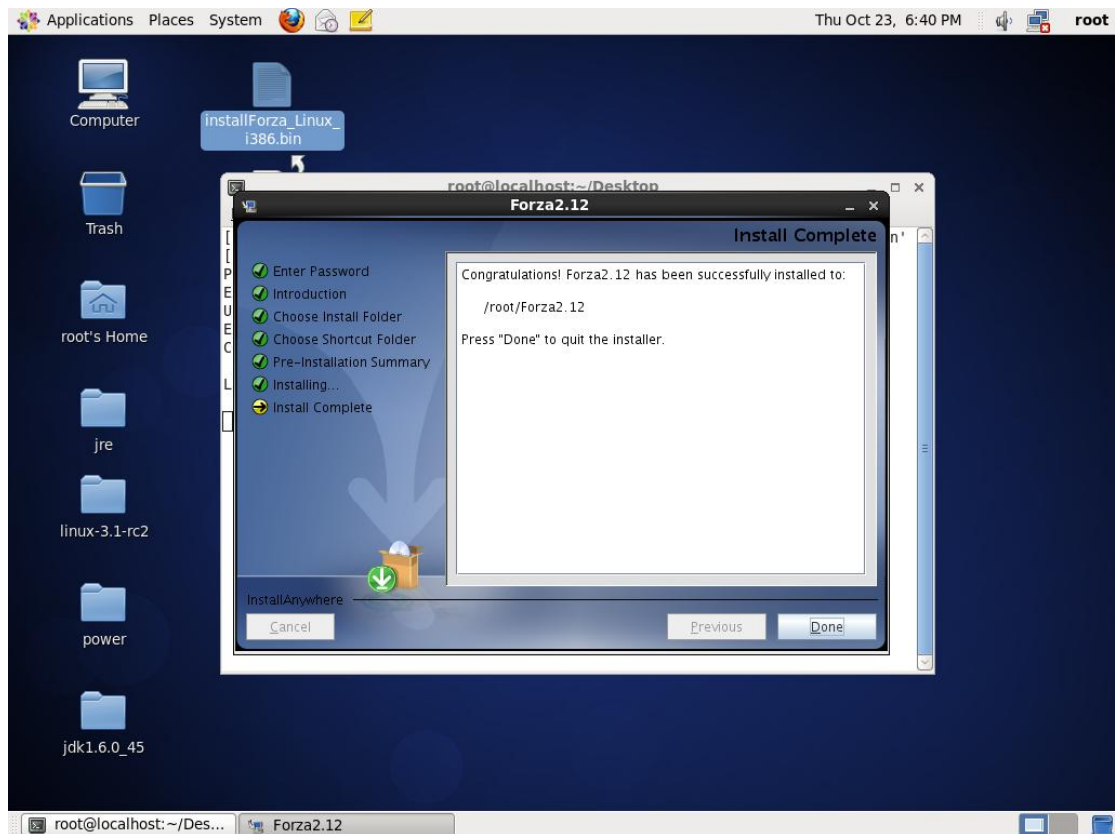 Applications Places System
Thu Oct 23, 6:40 PM
root
Computer
installForza_Linux_
i386.bin
Trash
root's Home
jre
linux-3.1-rc2
power
jdk1.6.0_45
root@localhost:~/Desktop
Forza2.12
Install Complete
n'
[
[
P
E
U
E
C
L
Enter Password
Introduction
Choose Install Folder
Choose Shortcut Folder
Pre-Installation Summary
Installing...
Install Complete
Congratulations! Forza2.12 has been successfully installed to:
/root/Forza2.12
Press "Done" to quit the installer.
InstallAnywhere
Cancel
Previous
Done
root@localhost:~/Des...
Forza2.12